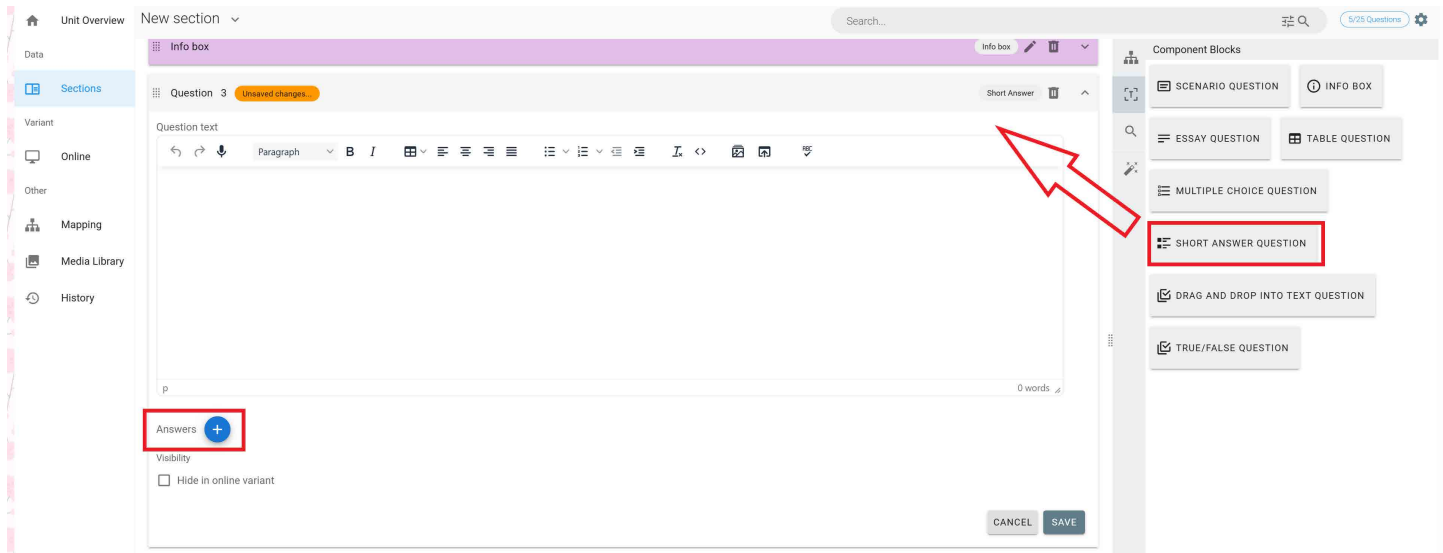 Unit Overview
New section
Search...
5/25 Questions
Data
Sections
Variant
Online
Other
Mapping
Media Library
History
Info box
Info box
Question 3
Unsaved changes...
Short Answer
Question text
Paragraph
B I
ABC
p
0 words
Answers
Visibility
Hide in online variant
CANCEL
SAVE
Component Blocks
SCENARIO QUESTION
INFO BOX
ESSAY QUESTION
TABLE QUESTION
MULTIPLE CHOICE QUESTION
SHORT ANSWER QUESTION
DRAG AND DROP INTO TEXT QUESTION
TRUE/FALSE QUESTION